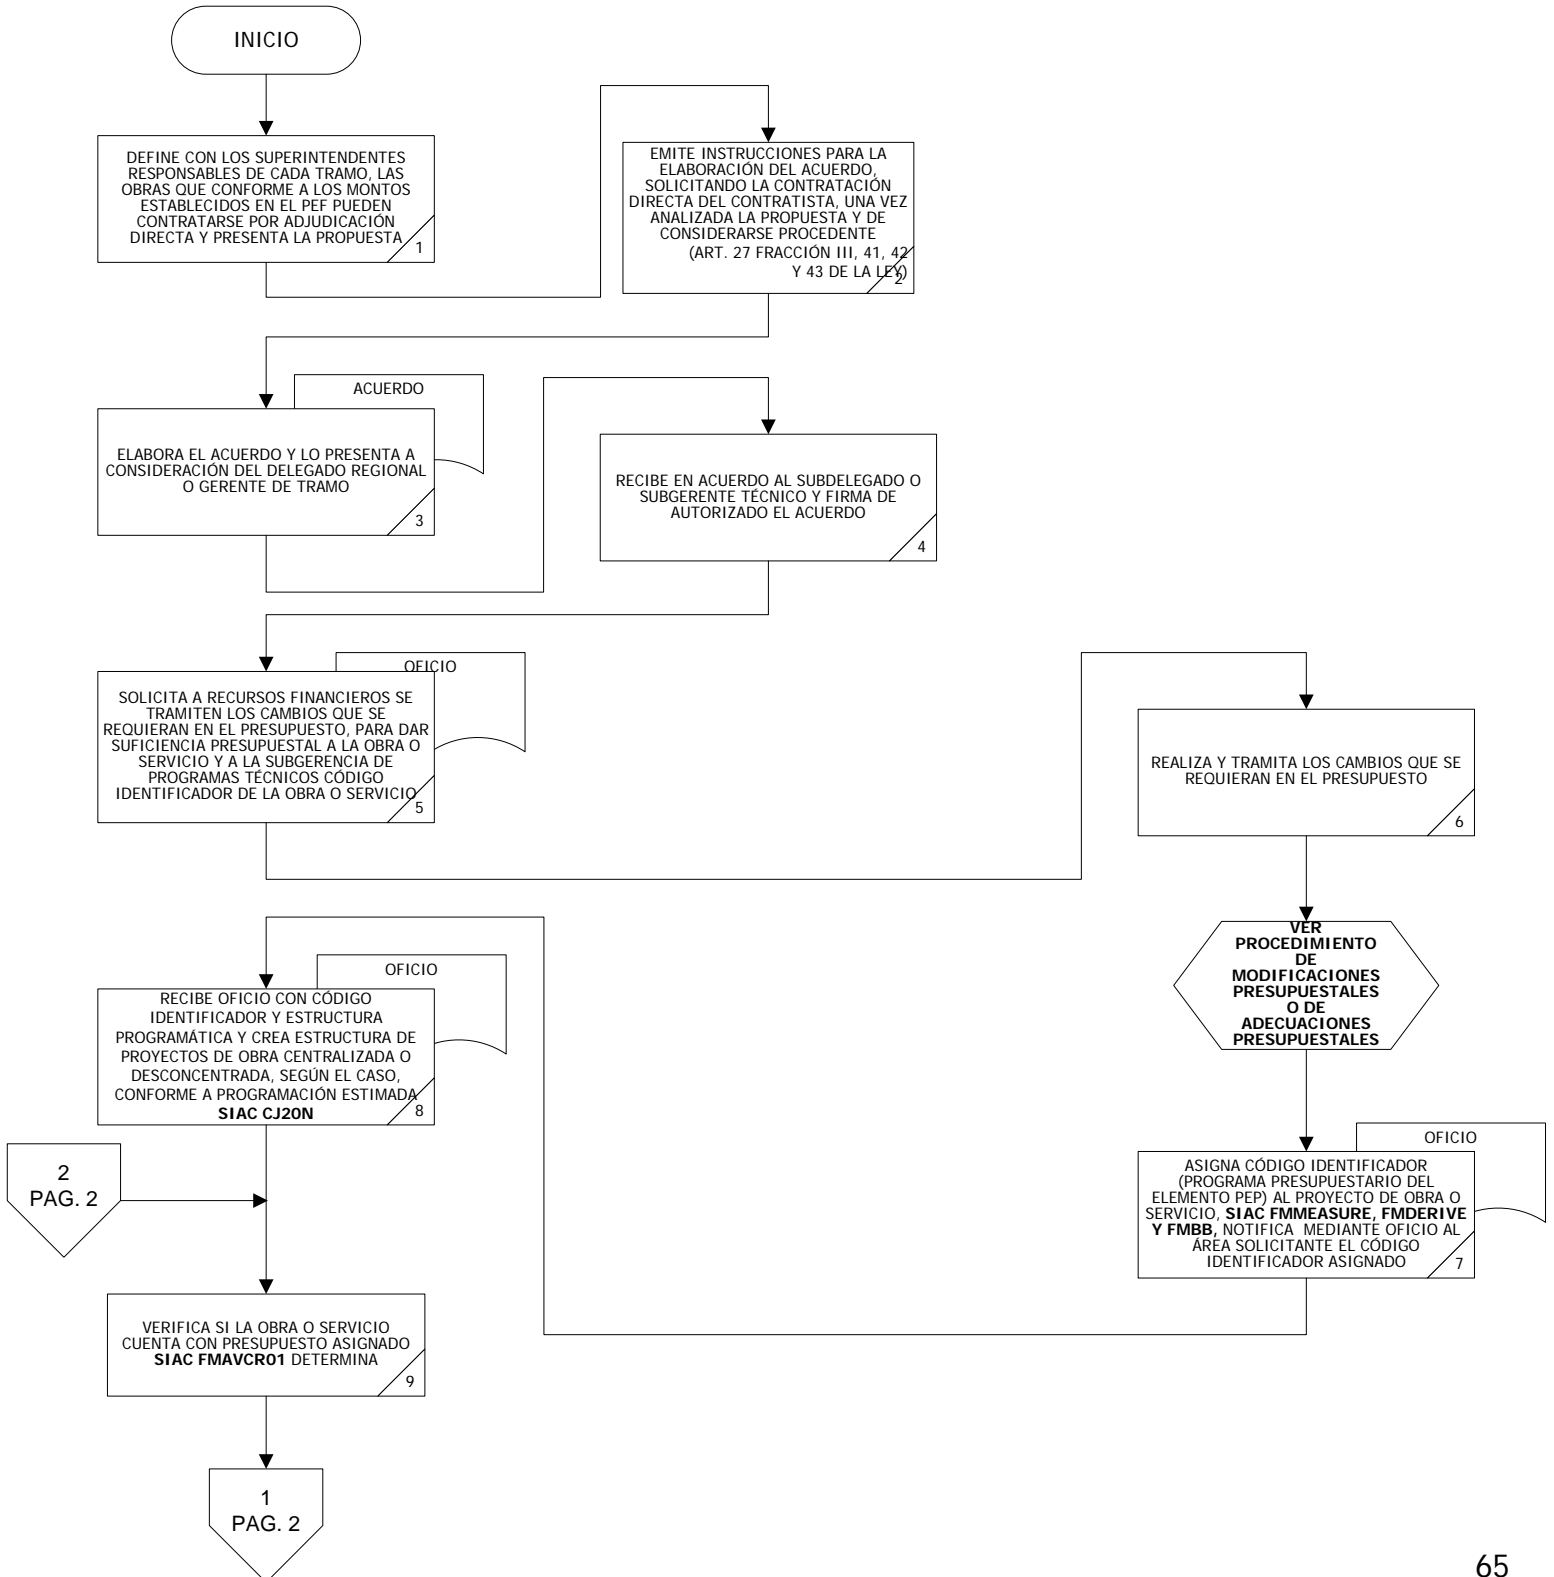 INICIO
DEFINE CON LOS SUPERINTENDENTES
RESPONSABLES DE CADA TRAMO, LAS
OBRAS QUE CONFORME A LOS MONTOS
ESTABLECIDOS EN EL PEF PUEDEN
CONTRATARSE POR ADJUDICACIÓN
DIRECTA Y PRESENTA LA PROPUESTA
1
EMITE INSTRUCCIONES PARA LA
ELABORACIÓN DEL ACUERDO,
SOLICITANDO LA CONTRATACIÓN
DIRECTA DEL CONTRATISTA, UNA VEZ
ANALIZADA LA PROPUESTA Y DE
CONSIDERARSE PROCEDENTE
(ART. 27 FRACCIÓN III, 41, 42
Y 43 DE LA LEY)
2
ACUERDO
ELABORA EL ACUERDO Y LO PRESENTA A
CONSIDERACIÓN DEL DELEGADO REGIONAL
O GERENTE DE TRAMO
3
RECIBE EN ACUERDO AL SUBDELEGADO O
SUBGERENTE TÉCNICO Y FIRMA DE
AUTORIZADO EL ACUERDO
4
OFICIO
SOLICITA A RECURSOS FINANCIEROS SE
TRAMITEN LOS CAMBIOS QUE SE
REQUIERAN EN EL PRESUPUESTO, PARA DAR
SUFICIENCIA PRESUPUESTAL A LA OBRA O
SERVICIO Y A LA SUBGERENCIA DE
PROGRAMAS TÉCNICOS CÓDIGO
IDENTIFICADOR DE LA OBRA O SERVICIO
5
REALIZA Y TRAMITA LOS CAMBIOS QUE SE
REQUIERAN EN EL PRESUPUESTO
6
VER
PROCEDIMIENTO
DE
MODIFICACIONES
PRESUPUESTALES
O DE
ADECUACIONES
PRESUPUESTALES
OFICIO
ASIGNA CÓDIGO IDENTIFICADOR
(PROGRAMA PRESUPUESTARIO DEL
ELEMENTO PEP) AL PROYECTO DE OBRA O
SERVICIO, SIAC FMMEASURE, FMDERIVE
Y FMBB, NOTIFICA MEDIANTE OFICIO AL
ÁREA SOLICITANTE EL CÓDIGO
IDENTIFICADOR ASIGNADO
7
OFICIO
RECIBE OFICIO CON CÓDIGO
IDENTIFICADOR Y ESTRUCTURA
PROGRAMÁTICA Y CREA ESTRUCTURA DE
PROYECTOS DE OBRA CENTRALIZADA O
DESCONCENTRADA, SEGÚN EL CASO,
CONFORME A PROGRAMACIÓN ESTIMADA
SIAC CJ20N
8
2
PAG. 2
VERIFICA SI LA OBRA O SERVICIO
CUENTA CON PRESUPUESTO ASIGNADO
SIAC FMAVCR01 DETERMINA
9
1
PAG. 2
65